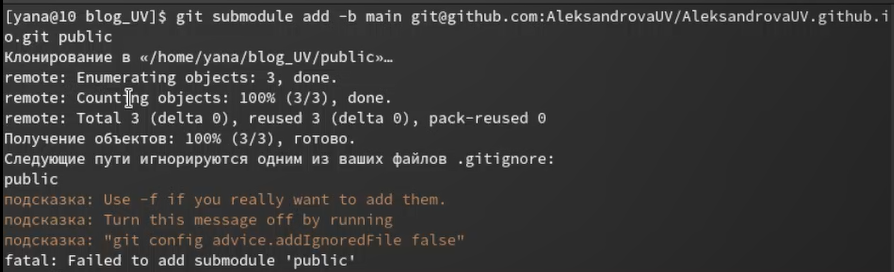 [yana@10 blog_UV]$ git submodule add -b main git@github.com:AleksandrovaUV/AleksandrovaUV.github.i
o.git public
Клонирование в «/home/yana/blog_UV/public»…
remote: Enumerating objects: 3, done.
remote: Counting objects: 100% (3/3), done.
remote: Total 3 (delta 0), reused 3 (delta 0), pack-reused 0
Получение объектов: 100% (3/3), готово.
Следующие пути игнорируются одним из ваших файлов .gitignore:
public
подсказка: Use -f if you really want to add them.
подсказка: Turn this message off by running
подсказка: "git config advice.addIgnoredFile false"
fatal: Failed to add submodule 'public'